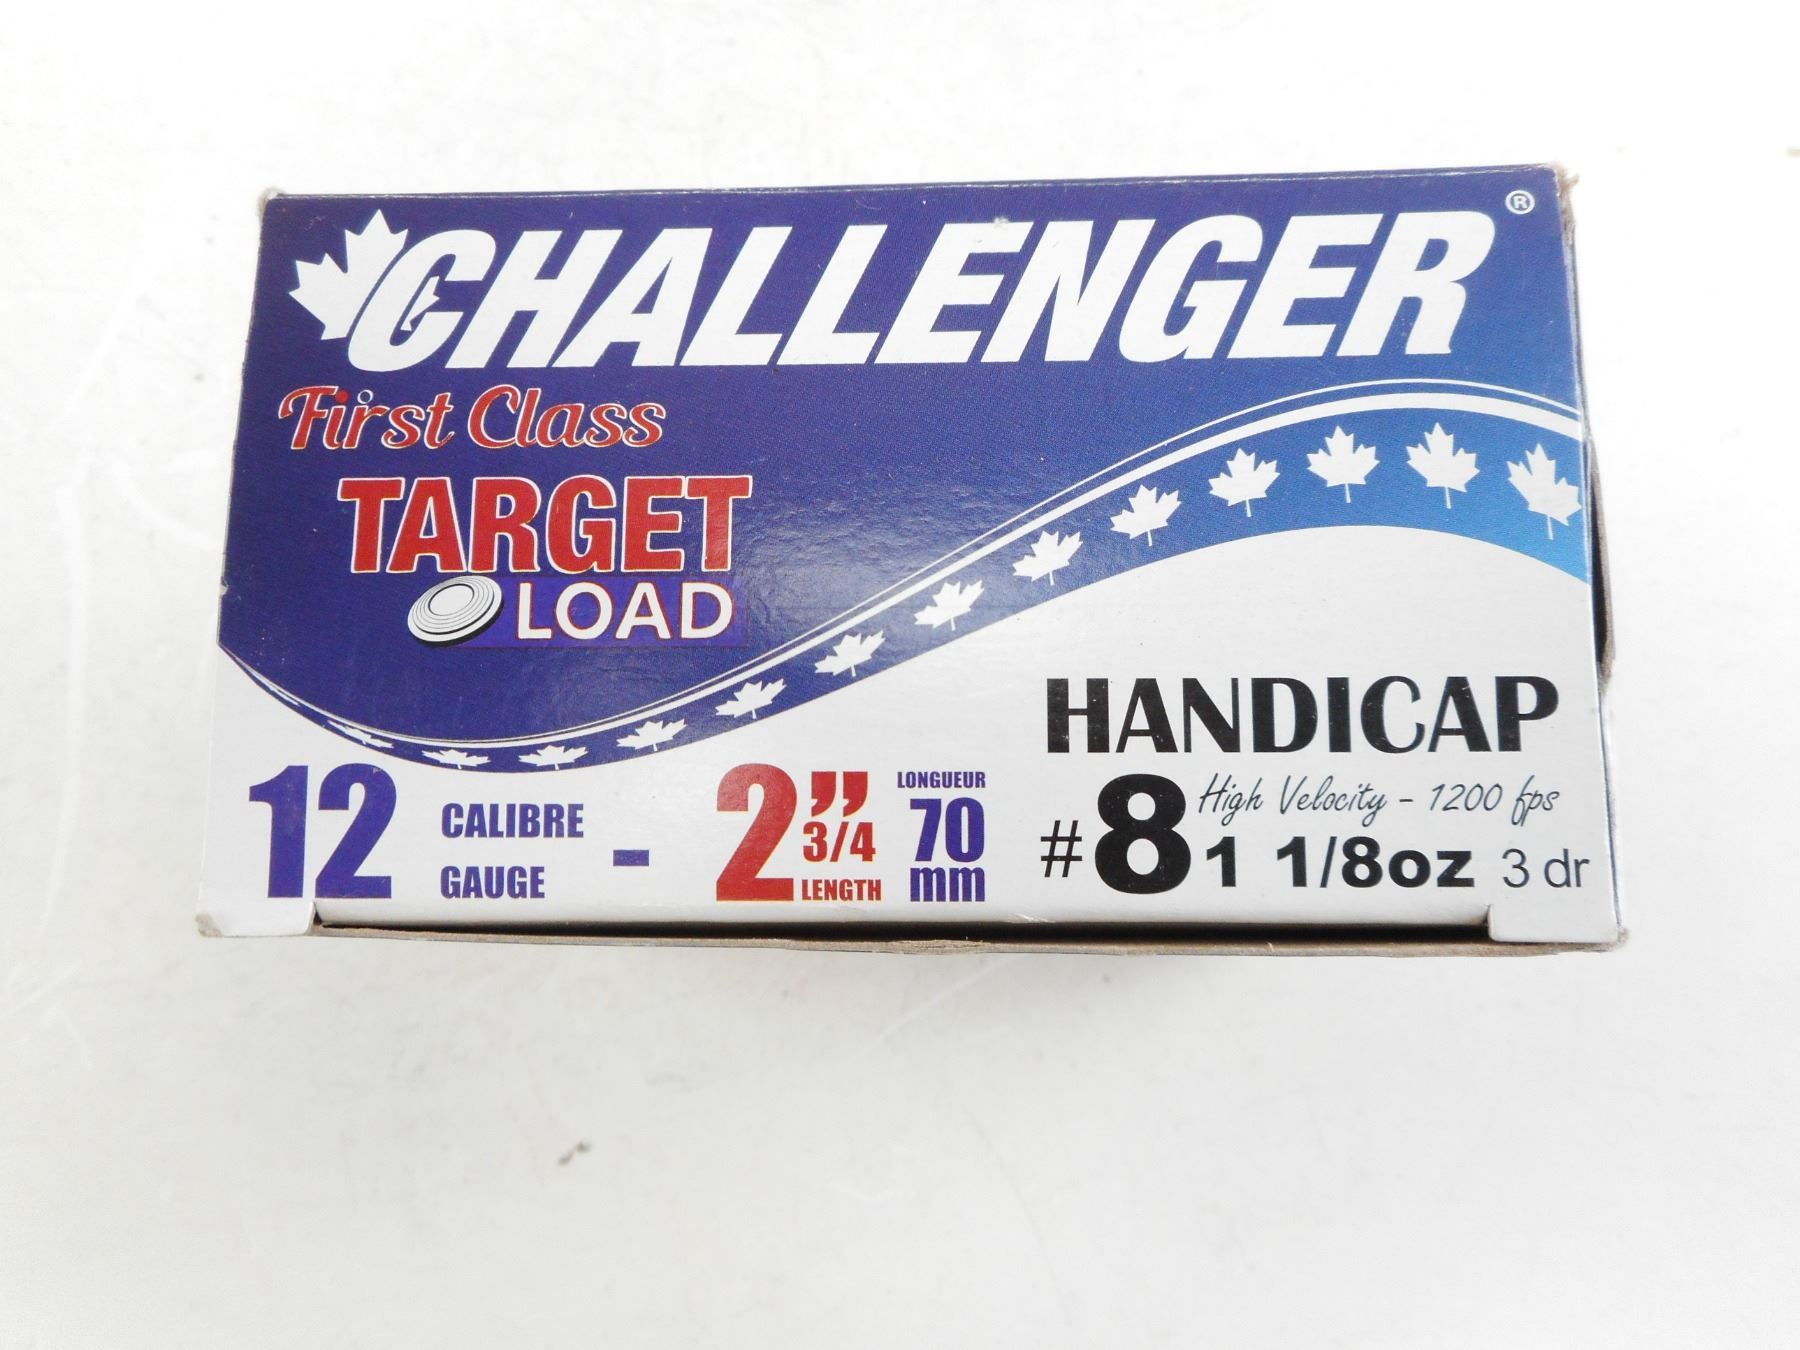 CHALLENGER®
First Class
TARGET
LOAD
HANDICAP
12 CALIBRE GAUGE - 2 3/4" LENGTH LONGUEUR 70 mm
#8 High Velocity - 1200 fps
1 1/8oz 3 dr